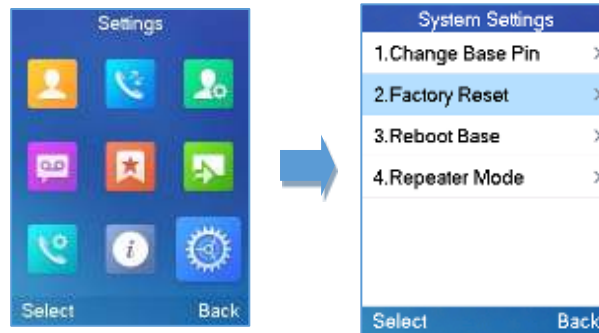 Settings
Select Back
System Settings
1.Change Base Pin
2.Factory Reset
3.Reboot Base
4.Repeater Mode
Select Back